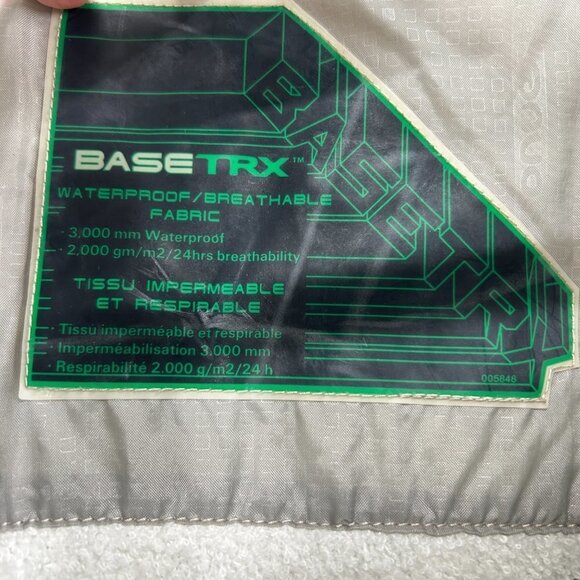 BASETRX™
WATERPROOF/BREATHABLE
FABRIC
· 3,000 mm Waterproof
· 2,000 gm/m2/24hrs breathability
TISSU IMPERMEABLE
ET RESPIRABLE
· Tissu imperméable et respirable
· Imperméabilisation 3.000 mm
· Respirabilité 2,000 g/m2/24 h
BASETRX
005846